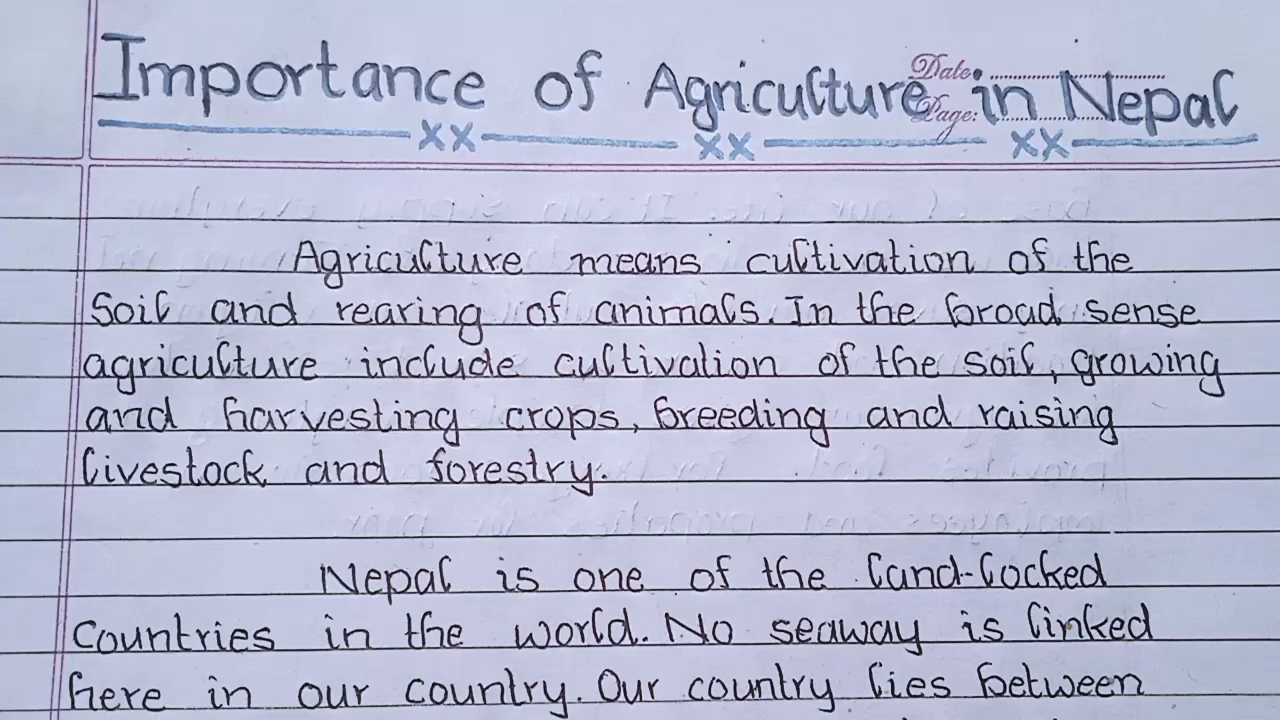 Importance of Agriculture in Nepal
Date:
Page:
xx xx xx
Agriculture means cultivation of the
Soil and rearing of animals. In the broad sense
agriculture include cultivation of the soil, growing
and harvesting crops, breeding and raising
livestock and forestry.
Nepal is one of the land-locked
Countries in the world. No seaway is linked
here in our country. Our country lies between